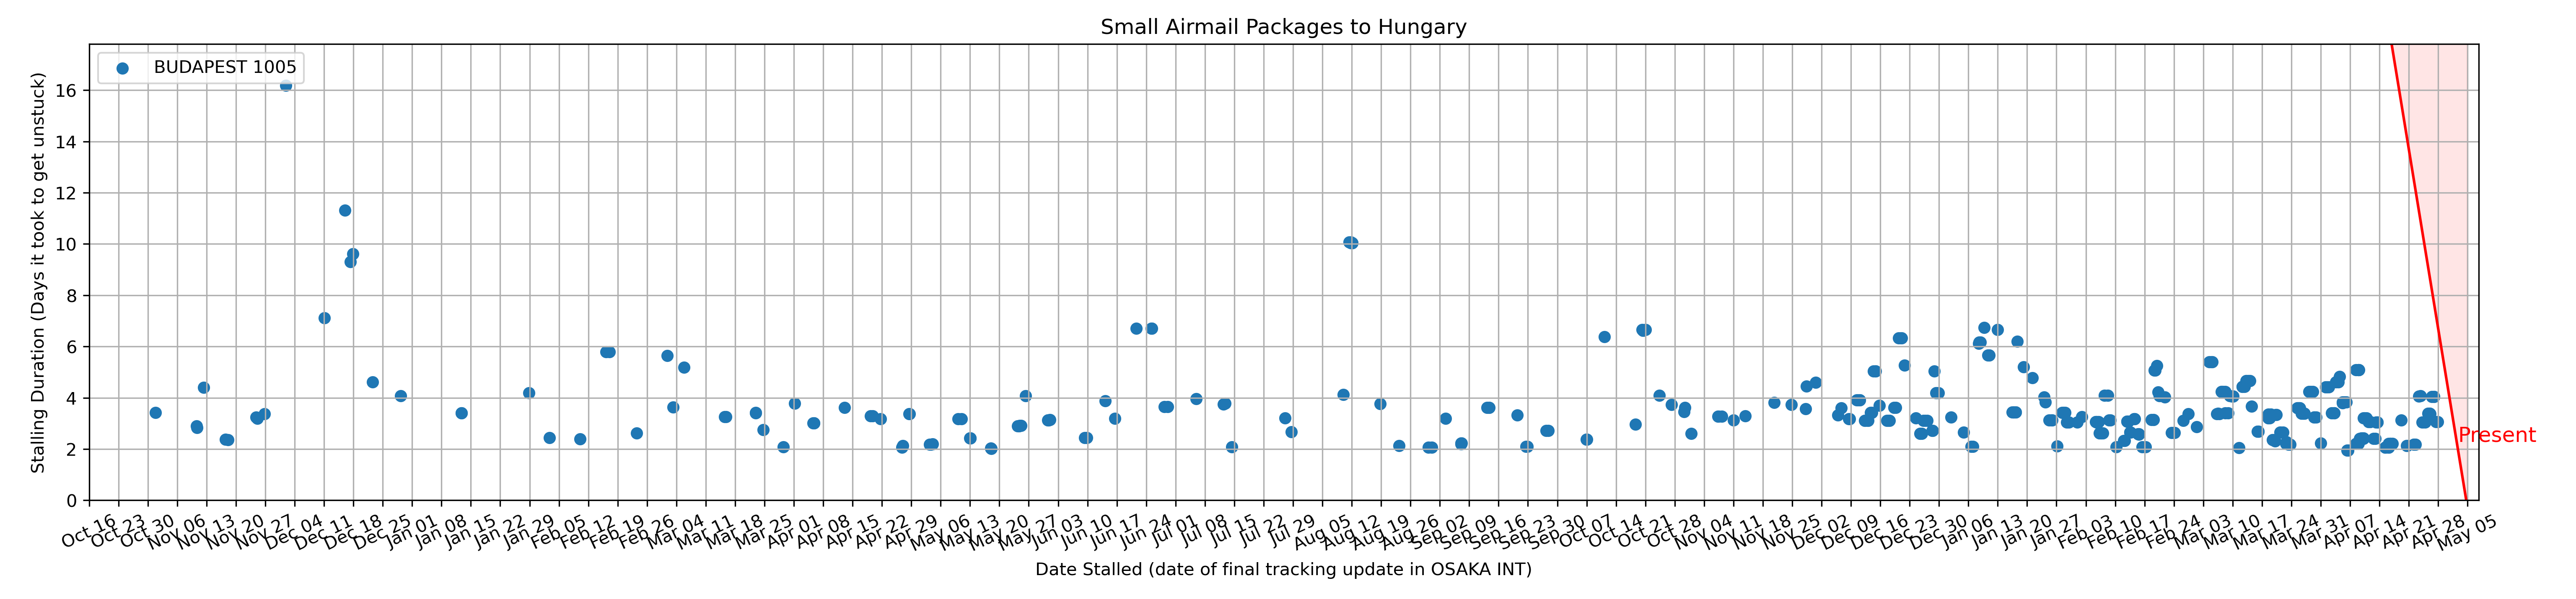 Small Airmail Packages to Hungary
BUDAPEST 1005
Stalling Duration (Days it took to get unstuck)
16
14
12
10
8
6
4
2
0
Present
Oct 16
Oct 23
Oct 30
Nov 06
Nov 13
Nov 20
Nov 27
Dec 04
Dec 11
Dec 18
Dec 25
Jan 01
Jan 08
Jan 15
Jan 22
Jan 29
Feb 05
Feb 12
Feb 19
Feb 26
Mar 04
Mar 11
Mar 18
Mar 25
Apr 01
Apr 08
Apr 15
Apr 22
Apr 29
May 06
May 13
May 20
May 27
Jun 03
Jun 10
Jun 17
Jun 24
Jul 01
Jul 08
Jul 15
Jul 22
Jul 29
Aug 05
Aug 12
Aug 19
Aug 26
Sep 02
Sep 09
Sep 16
Sep 23
Sep 30
Oct 07
Oct 14
Oct 21
Oct 28
Nov 04
Nov 11
Nov 18
Nov 25
Dec 02
Dec 09
Dec 16
Dec 23
Dec 30
Jan 06
Jan 13
Jan 20
Jan 27
Feb 03
Feb 10
Feb 17
Feb 24
Mar 03
Mar 10
Mar 17
Mar 24
Mar 31
Apr 07
Apr 14
Apr 21
Apr 28
May 05
Date Stalled (date of final tracking update in OSAKA INT)